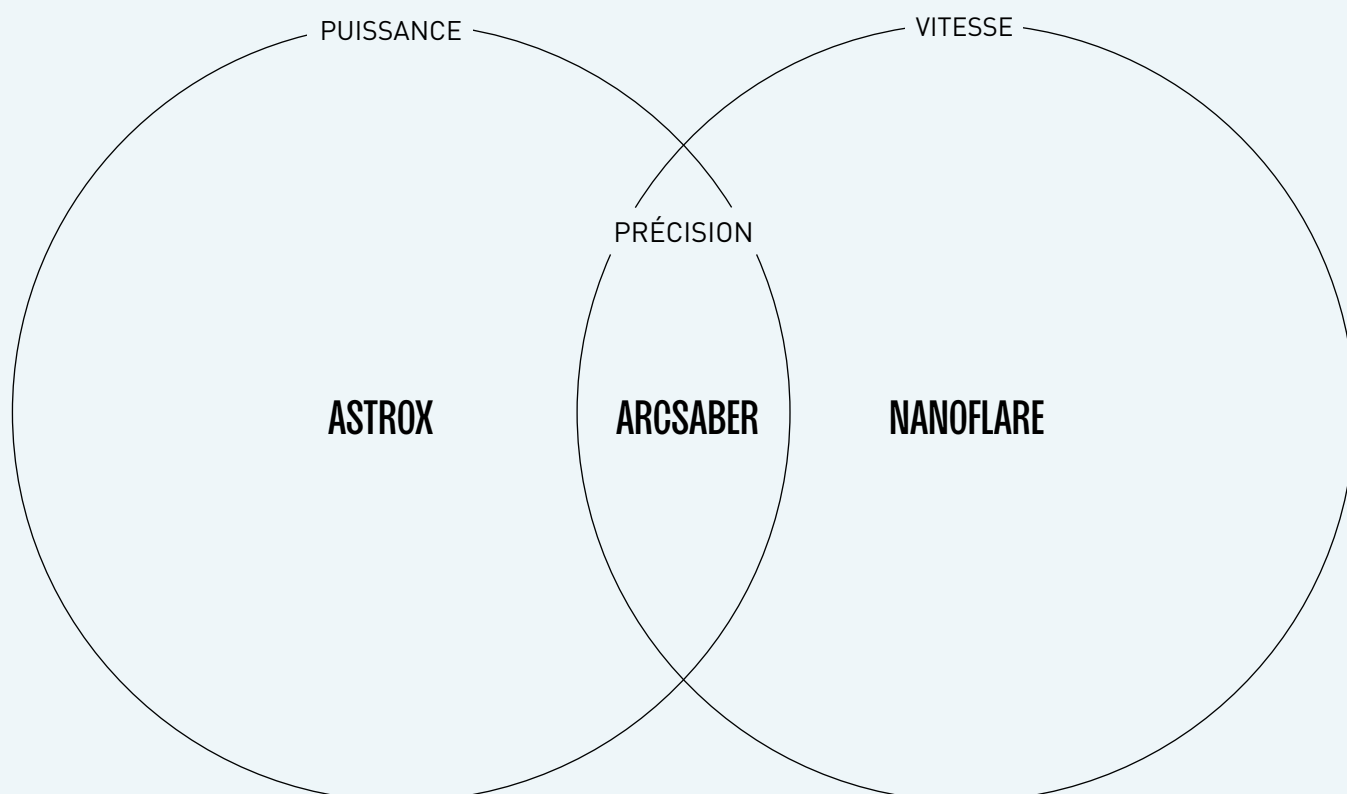 PUISSANCE
VITESSE
PRÉCISION
ASTROX
ARCSABER
NANOFLARE